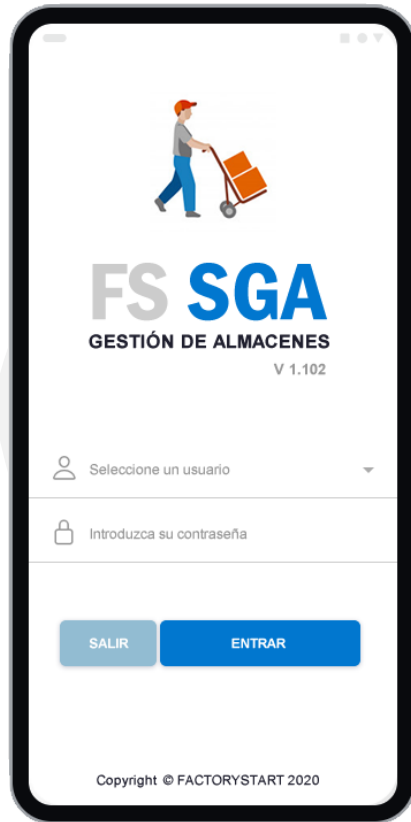 FS SGA
GESTIÓN DE ALMACENES
V 1.102
Seleccione un usuario
Introduzca su contraseña
SALIR ENTRAR
Copyright © FACTORYSTART 2020